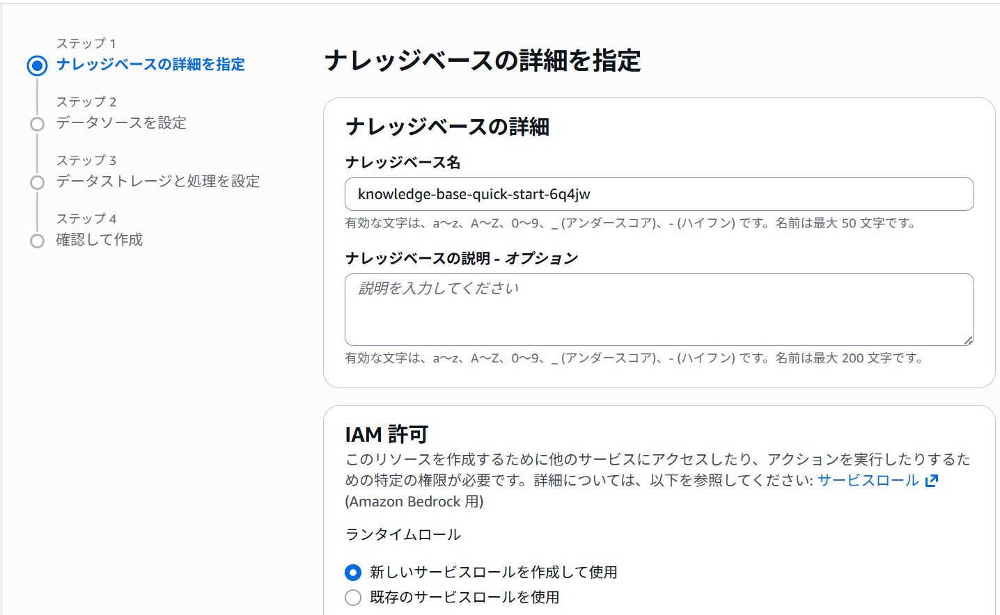 ステップ 1
ナレッジベースの詳細を指定
ステップ 2
データソースを設定
ステップ 3
データストレージと処理を設定
ステップ 4
確認して作成
ナレッジベースの詳細を指定
ナレッジベースの詳細
ナレッジベース名
knowledge-base-quick-start-6q4jw
有効な文字は、a～z、A～Z、0～9、_ (アンダースコア)、- (ハイフン) です。名前は最大 50 文字です。
ナレッジベースの説明 - オプション
説明を入力してください
有効な文字は、a～z、A～Z、0～9、_ (アンダースコア)、- (ハイフン) です。名前は最大 200 文字です。
IAM 許可
このリソースを作成するために他のサービスにアクセスしたり、アクションを実行したりするた
めの特定の権限が必要です。詳細については、以下を参照してください: サービスロール
(Amazon Bedrock 用)
ランタイムロール
新しいサービスロールを作成して使用
既存のサービスロールを使用